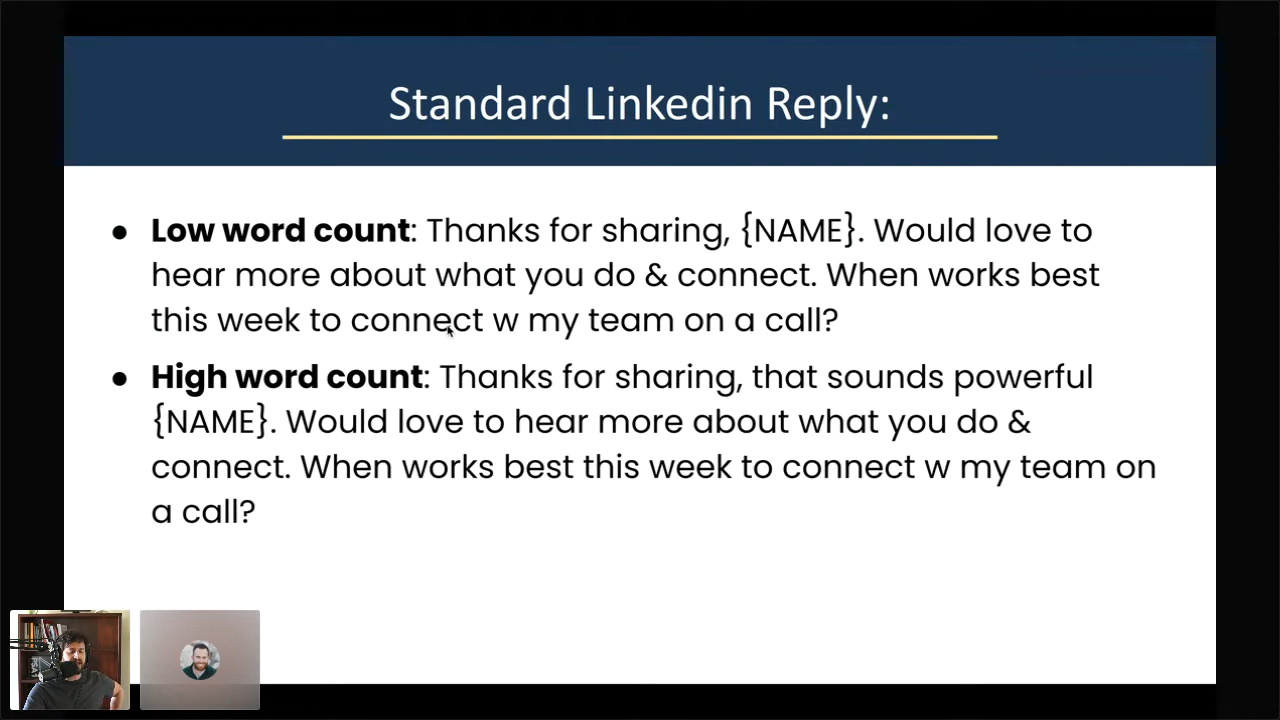 Standard Linkedin Reply:
● Low word count: Thanks for sharing, {NAME}. Would love to
hear more about what you do & connect. When works best
this week to connect w my team on a call?
● High word count: Thanks for sharing, that sounds powerful
{NAME}. Would love to hear more about what you do &
connect. When works best this week to connect w my team on
a call?